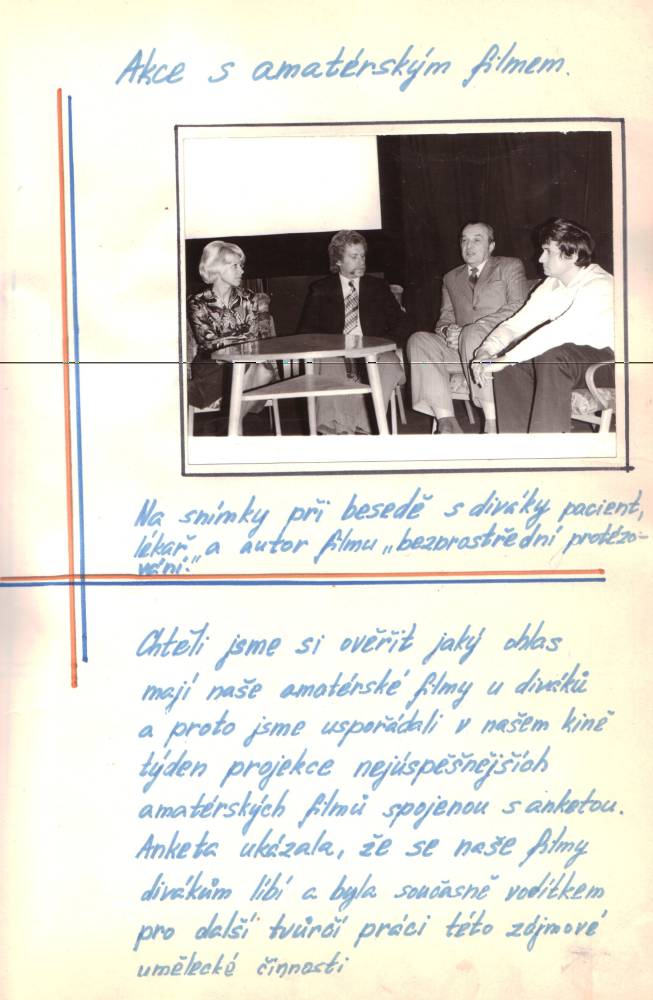 Akce s amatérským filmem.
Na snímky při besedě s diváky pacient,
lékař a autor filmu „bezprostřední protézo-
vání."
Chtěli jsme si ověřit jaký ohlas
mají naše amatérské filmy u diváků
a proto jsme uspořádali v našem kině
týden projekce nejúspěšnějších
amatérských filmů spojenou s anketou.
Anketa ukázala, že se naše filmy
divákům líbí a byla současně vodítkem
pro další tvůrčí práci této zájmové
umělecké činnosti